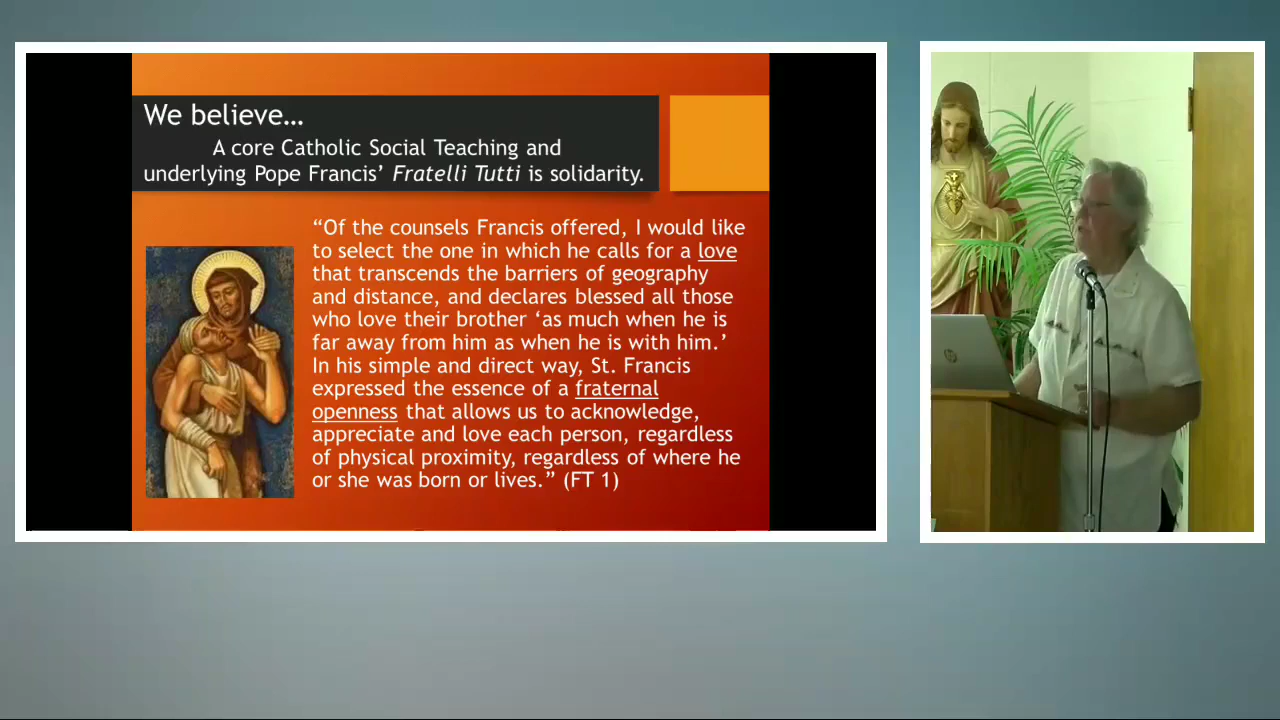 We believe…
A core Catholic Social Teaching and
underlying Pope Francis’ Fratelli Tutti is solidarity.
“Of the counsels Francis offered, I would like
to select the one in which he calls for a love
that transcends the barriers of geography
and distance, and declares blessed all those
who love their brother ‘as much when he is
far away from him as when he is with him.’
In his simple and direct way, St. Francis
expressed the essence of a fraternal
openness that allows us to acknowledge,
appreciate and love each person, regardless
of physical proximity, regardless of where he
or she was born or lives.” (FT 1)